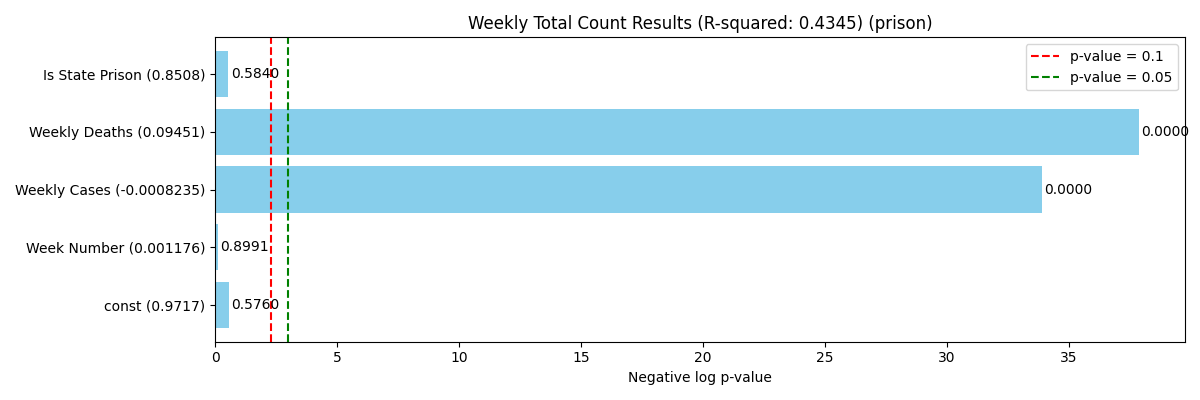 Weekly Total Count Results (R-squared: 0.4345) (prison)
p-value = 0.1
p-value = 0.05
Is State Prison (0.8508) 0.5840
Weekly Deaths (0.09451) 0.0000
Weekly Cases (-0.0008235) 0.0000
Week Number (0.001176) 0.8991
const (0.9717) 0.5760
0 5 10 15 20 25 30 35
Negative log p-value